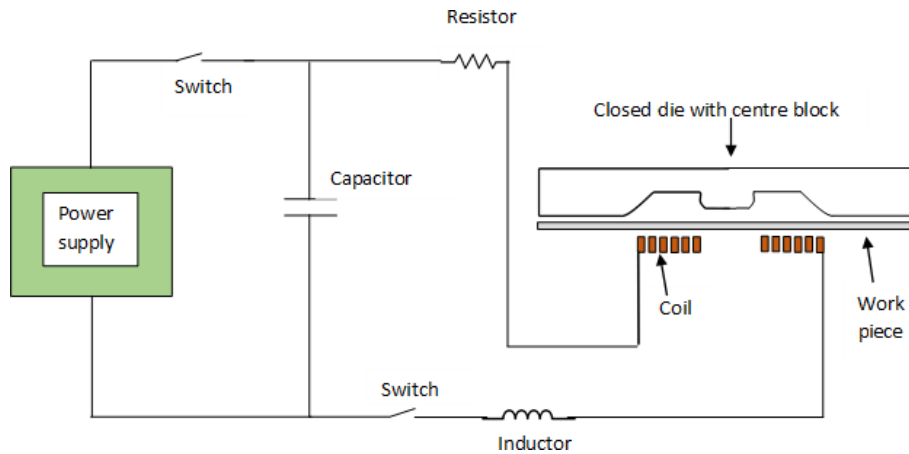 Resistor
Switch
Closed die with centre block
Capacitor
Power
supply
Coil
Work
piece
Switch
Inductor